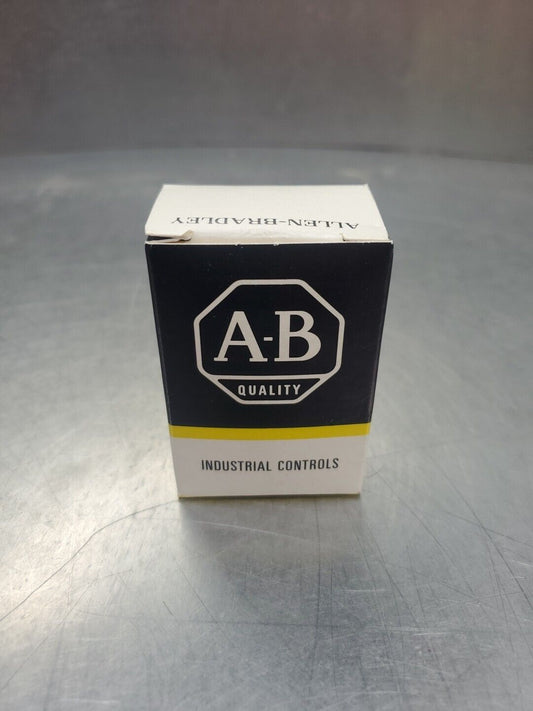 ALLEN-BRADLEY
A-B
QUALITY
INDUSTRIAL CONTROLS